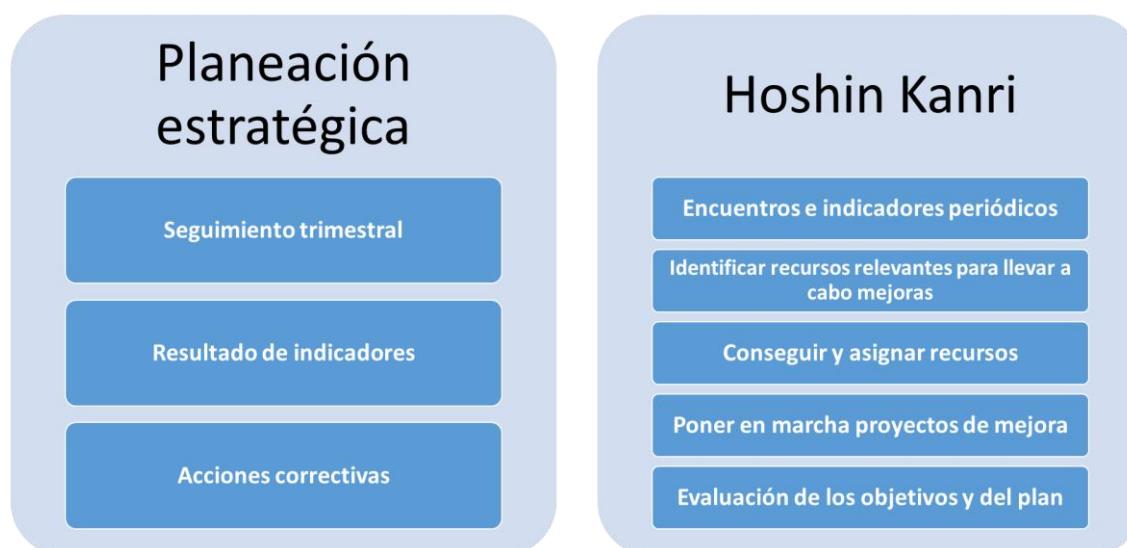 Planeación
estratégica
Seguimiento trimestral
Resultado de indicadores
Acciones correctivas
Hoshin Kanri
Encuentros e indicadores periódicos
Identificar recursos relevantes para llevar a
cabo mejoras
Conseguir y asignar recursos
Poner en marcha proyectos de mejora
Evaluación de los objetivos y del plan